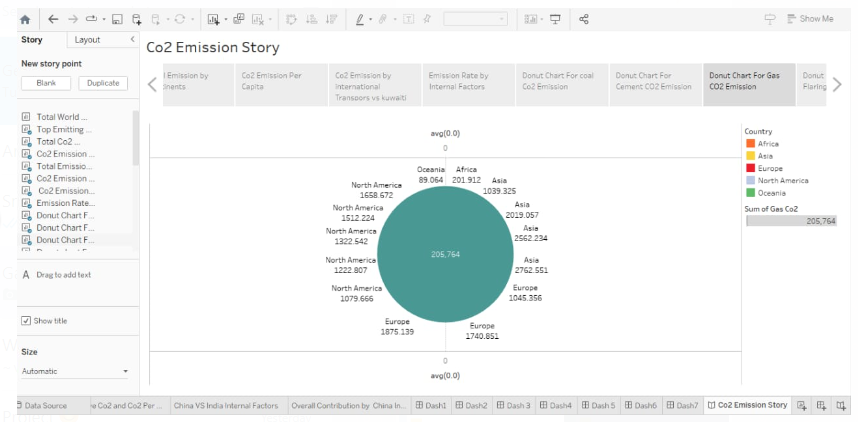 Show Me
Story Layout
New story point
Blank Duplicate
Total World ...
Top Emitting ...
Total Co2 ...
Co2 Emission ...
Total Emissio...
Co2 Emission ...
Co2 Emission...
Emission Rate...
Donut Chart F...
Donut Chart F...
Donut Chart F...
A Drag to add text
Show title
Size
Automatic
Co2 Emission Story
l Emission by
tinents
Co2 Emission Per
Capita
Co2 Emission by
International
Transpors vs kuwaiti
Emission Rate by
Internal Factors
Donut Chart For coal
Co2 Emission
Donut Chart For
Cement CO2 Emission
Donut Chart For Gas
CO2 Emission
Donut
Flaring
avg(0.0)
0
Oceania
89.064
Africa
201.912
Asia
1039.325
Asia
2019.057
Asia
2562.234
Asia
2762.551
Europe
1045.356
Europe
1740.851
Europe
1875.139
North America
1079.666
North America
1222.807
North America
1322.542
North America
1512.224
North America
1658.672
205,764
0
avg(0.0)
Country
Africa
Asia
Europe
North America
Oceania
Sum of Gas Co2
205,764
Data Source
e Co2 and Co2 Per ...
China VS India Internal Factors
Overall Contribution by China In...
Dash1
Dash2
Dash 3
Dash4
Dash 5
Dash6
Dash7
Co2 Emission Story